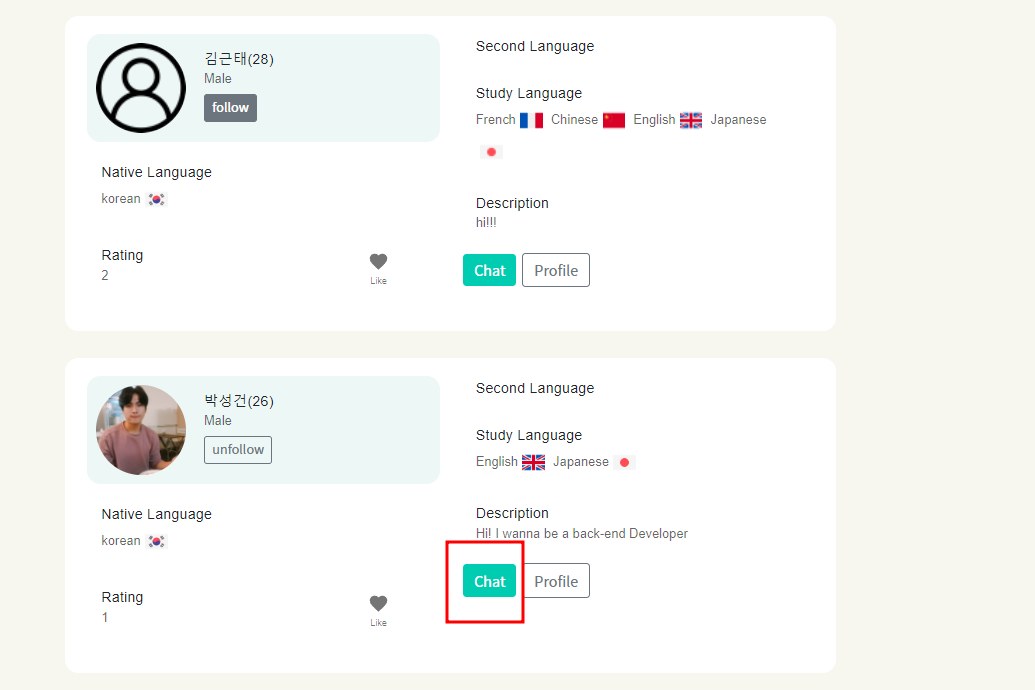 김근태(28)
Male
follow
Native Language
korean
Rating
2
Like
Second Language
Study Language
French Chinese English Japanese
Description
hi!!!
Chat Profile
박성건(26)
Male
unfollow
Native Language
korean
Rating
1
Like
Second Language
Study Language
English Japanese
Description
Hi! I wanna be a back-end Developer
Chat Profile